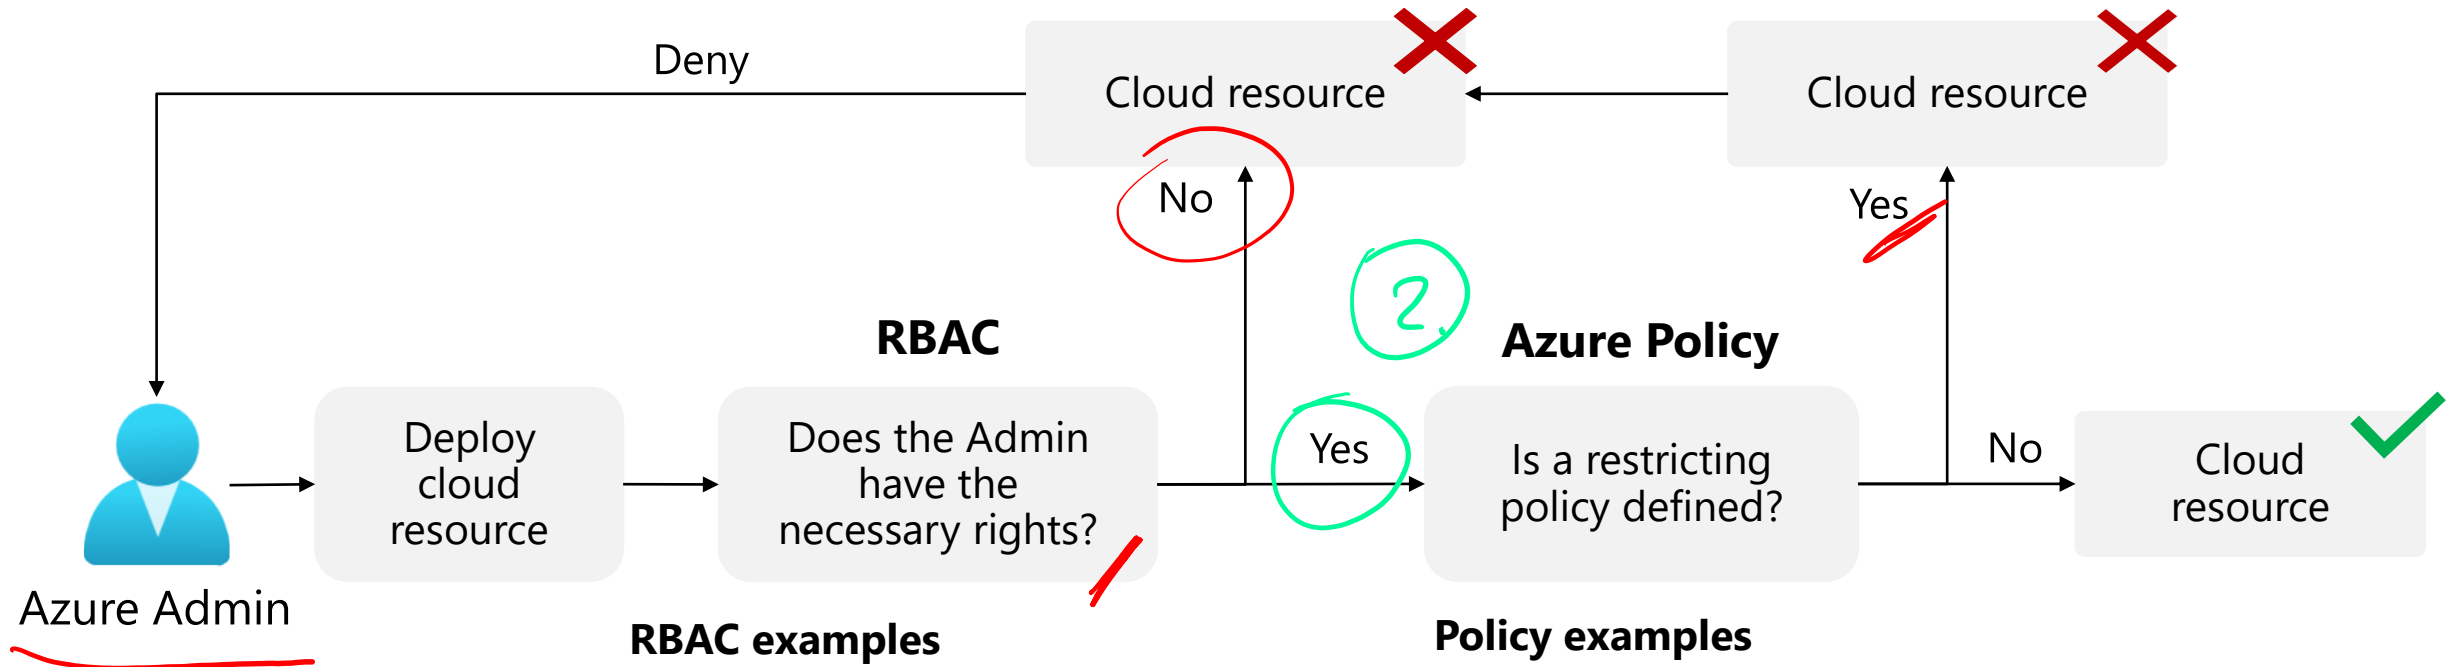 Deny
Cloud resource
Cloud resource
No
Yes
2
RBAC
Azure Policy
Deploy
cloud
resource
Does the Admin
have the
necessary rights?
Yes
Is a restricting
policy defined?
No
Cloud
resource
Azure Admin
RBAC examples
Policy examples